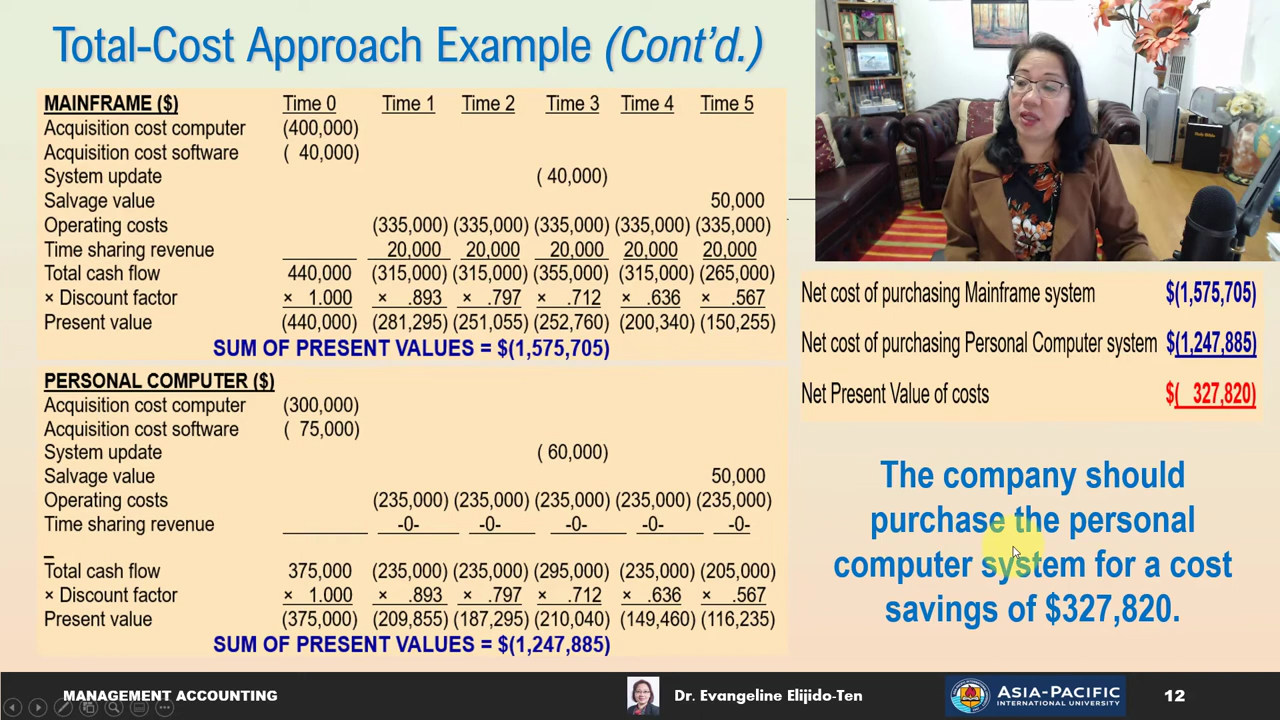 Total-Cost Approach Example (Cont'd.)
MAINFRAME ($) Time 0 Time 1 Time 2 Time 3 Time 4 Time 5
Acquisition cost computer (400,000)
Acquisition cost software ( 40,000)
System update ( 40,000)
Salvage value 50,000
Operating costs (335,000) (335,000) (335,000) (335,000) (335,000)
Time sharing revenue 20,000 20,000 20,000 20,000 20,000
Total cash flow 440,000 (315,000) (315,000) (355,000) (315,000) (265,000)
× Discount factor × 1.000 × .893 × .797 × .712 × .636 × .567
Present value (440,000) (281,295) (251,055) (252,760) (200,340) (150,255)
SUM OF PRESENT VALUES = $(1,575,705)
PERSONAL COMPUTER ($)
Acquisition cost computer (300,000)
Acquisition cost software ( 75,000)
System update ( 60,000)
Salvage value 50,000
Operating costs (235,000) (235,000) (235,000) (235,000) (235,000)
Time sharing revenue -0- -0- -0- -0- -0-
Total cash flow 375,000 (235,000) (235,000) (295,000) (235,000) (205,000)
× Discount factor × 1.000 × .893 × .797 × .712 × .636 × .567
Present value (375,000) (209,855) (187,295) (210,040) (149,460) (116,235)
SUM OF PRESENT VALUES = $(1,247,885)
Net cost of purchasing Mainframe system $(1,575,705)
Net cost of purchasing Personal Computer system $(1,247,885)
Net Present Value of costs $( 327,820)
The company should
purchase the personal
computer system for a cost
savings of $327,820.
MANAGEMENT ACCOUNTING
Dr. Evangeline Elijido-Ten
ASIA-PACIFIC
INTERNATIONAL UNIVERSITY
12